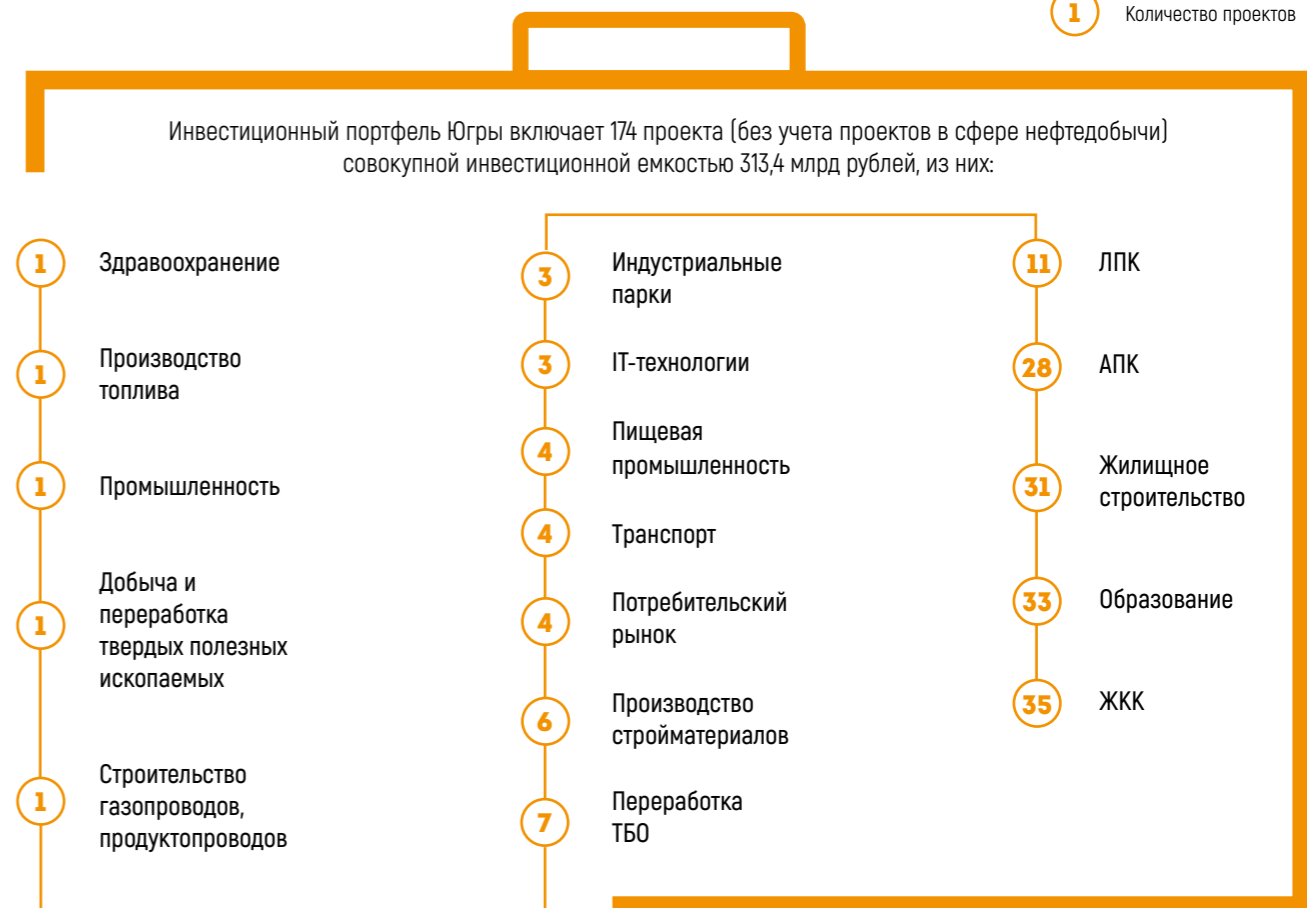 1 Количество проектов
Инвестиционный портфель Югры включает 174 проекта (без учета проектов в сфере нефтедобычи)
совокупной инвестиционной емкостью 313,4 млрд рублей, из них:
1 Здравоохранение
1 Производство
топлива
1 Промышленность
1 Добыча и
переработка
твердых полезных
ископаемых
1 Строительство
газопроводов,
продуктопроводов
3 Индустриальные
парки
3 IT-технологии
4 Пищевая
промышленность
4 Транспорт
4 Потребительский
рынок
6 Производство
стройматериалов
7 Переработка
ТБО
11 ЛПК
28 АПК
31 Жилищное
строительство
33 Образование
35 ЖКК